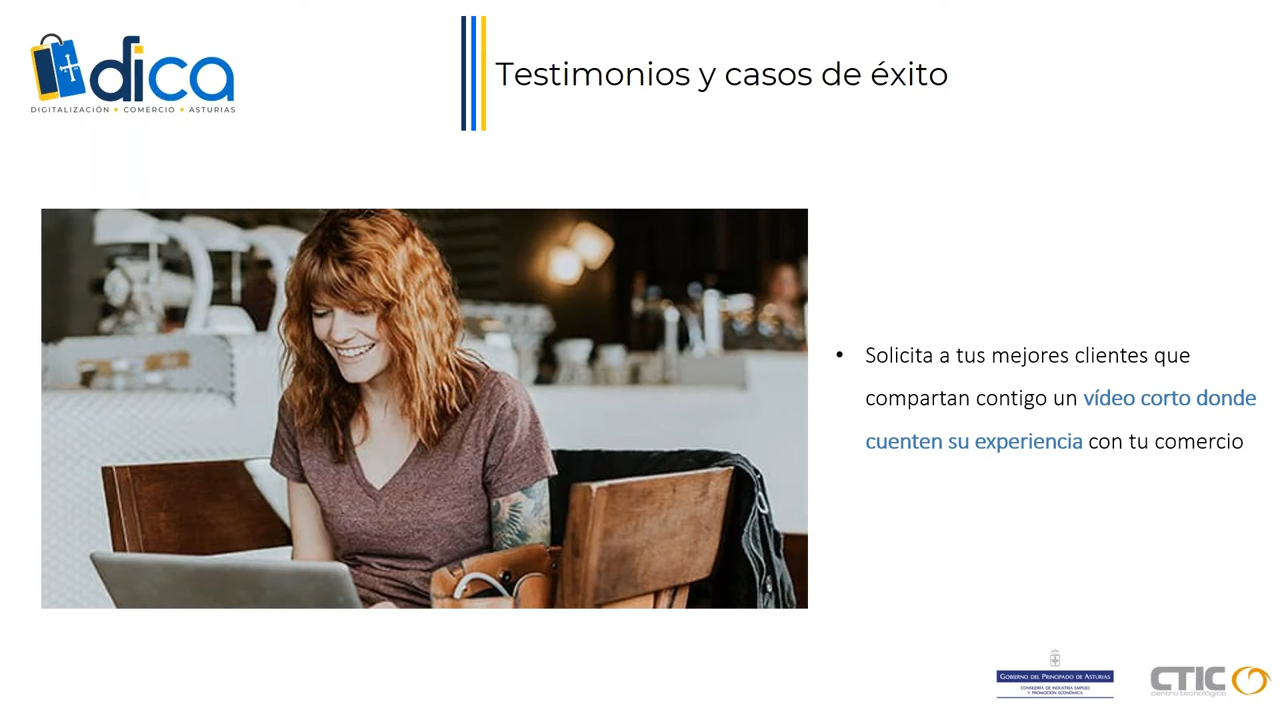 dica
DIGITALIZACIÓN • COMERCIO • ASTURIAS
Testimonios y casos de éxito
• Solicita a tus mejores clientes que
compartan contigo un vídeo corto donde
cuenten su experiencia con tu comercio
GOBIERNO DEL PRINCIPADO DE ASTURIAS
CONSEJERÍA DE INDUSTRIA, EMPLEO
Y PROMOCIÓN ECONÓMICA
CTIC
centro tecnológico